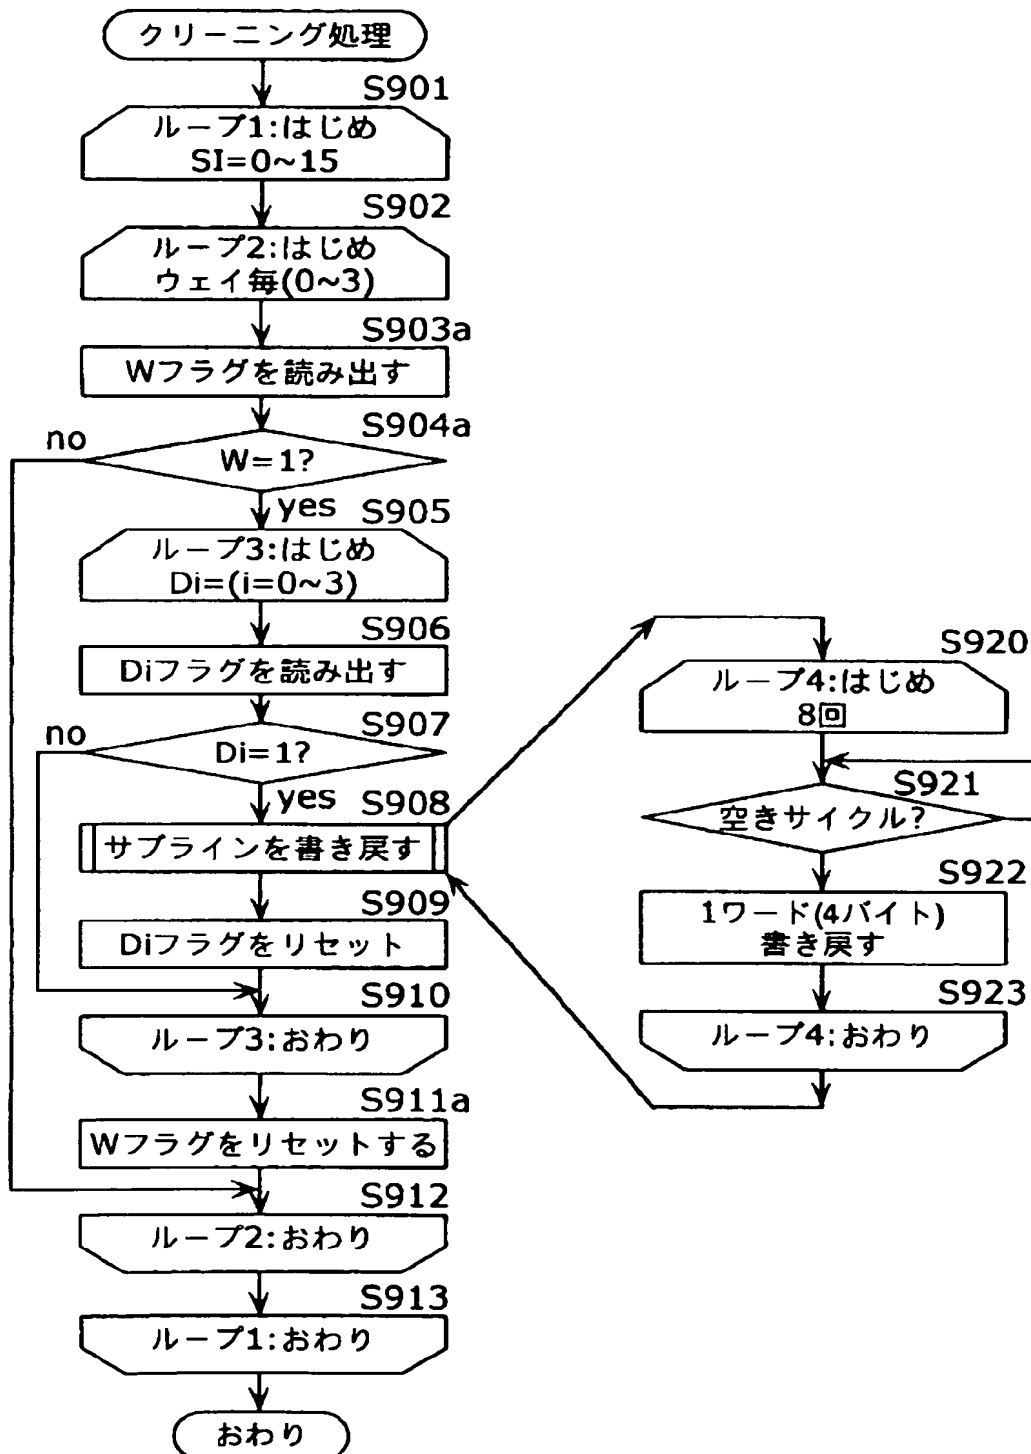 クリーニング処理
S901
ループ1:はじめ
SI=0~15
S902
ループ2:はじめ
ウェイ毎(0~3)
S903a
Wフラグを読み出す
S904a
no
W=1?
yes
S905
ループ3:はじめ
Di=(i=0~3)
S906
Diフラグを読み出す
S907
no
Di=1?
yes
S908
サブラインを書き戻す
S909
Diフラグをリセット
S910
ループ3:おわり
S911a
Wフラグをリセットする
S912
ループ2:おわり
S913
ループ1:おわり
おわり
S920
ループ4:はじめ
8回
S921
空きサイクル?
S922
1ワード(4バイト)
書き戻す
S923
ループ4:おわり